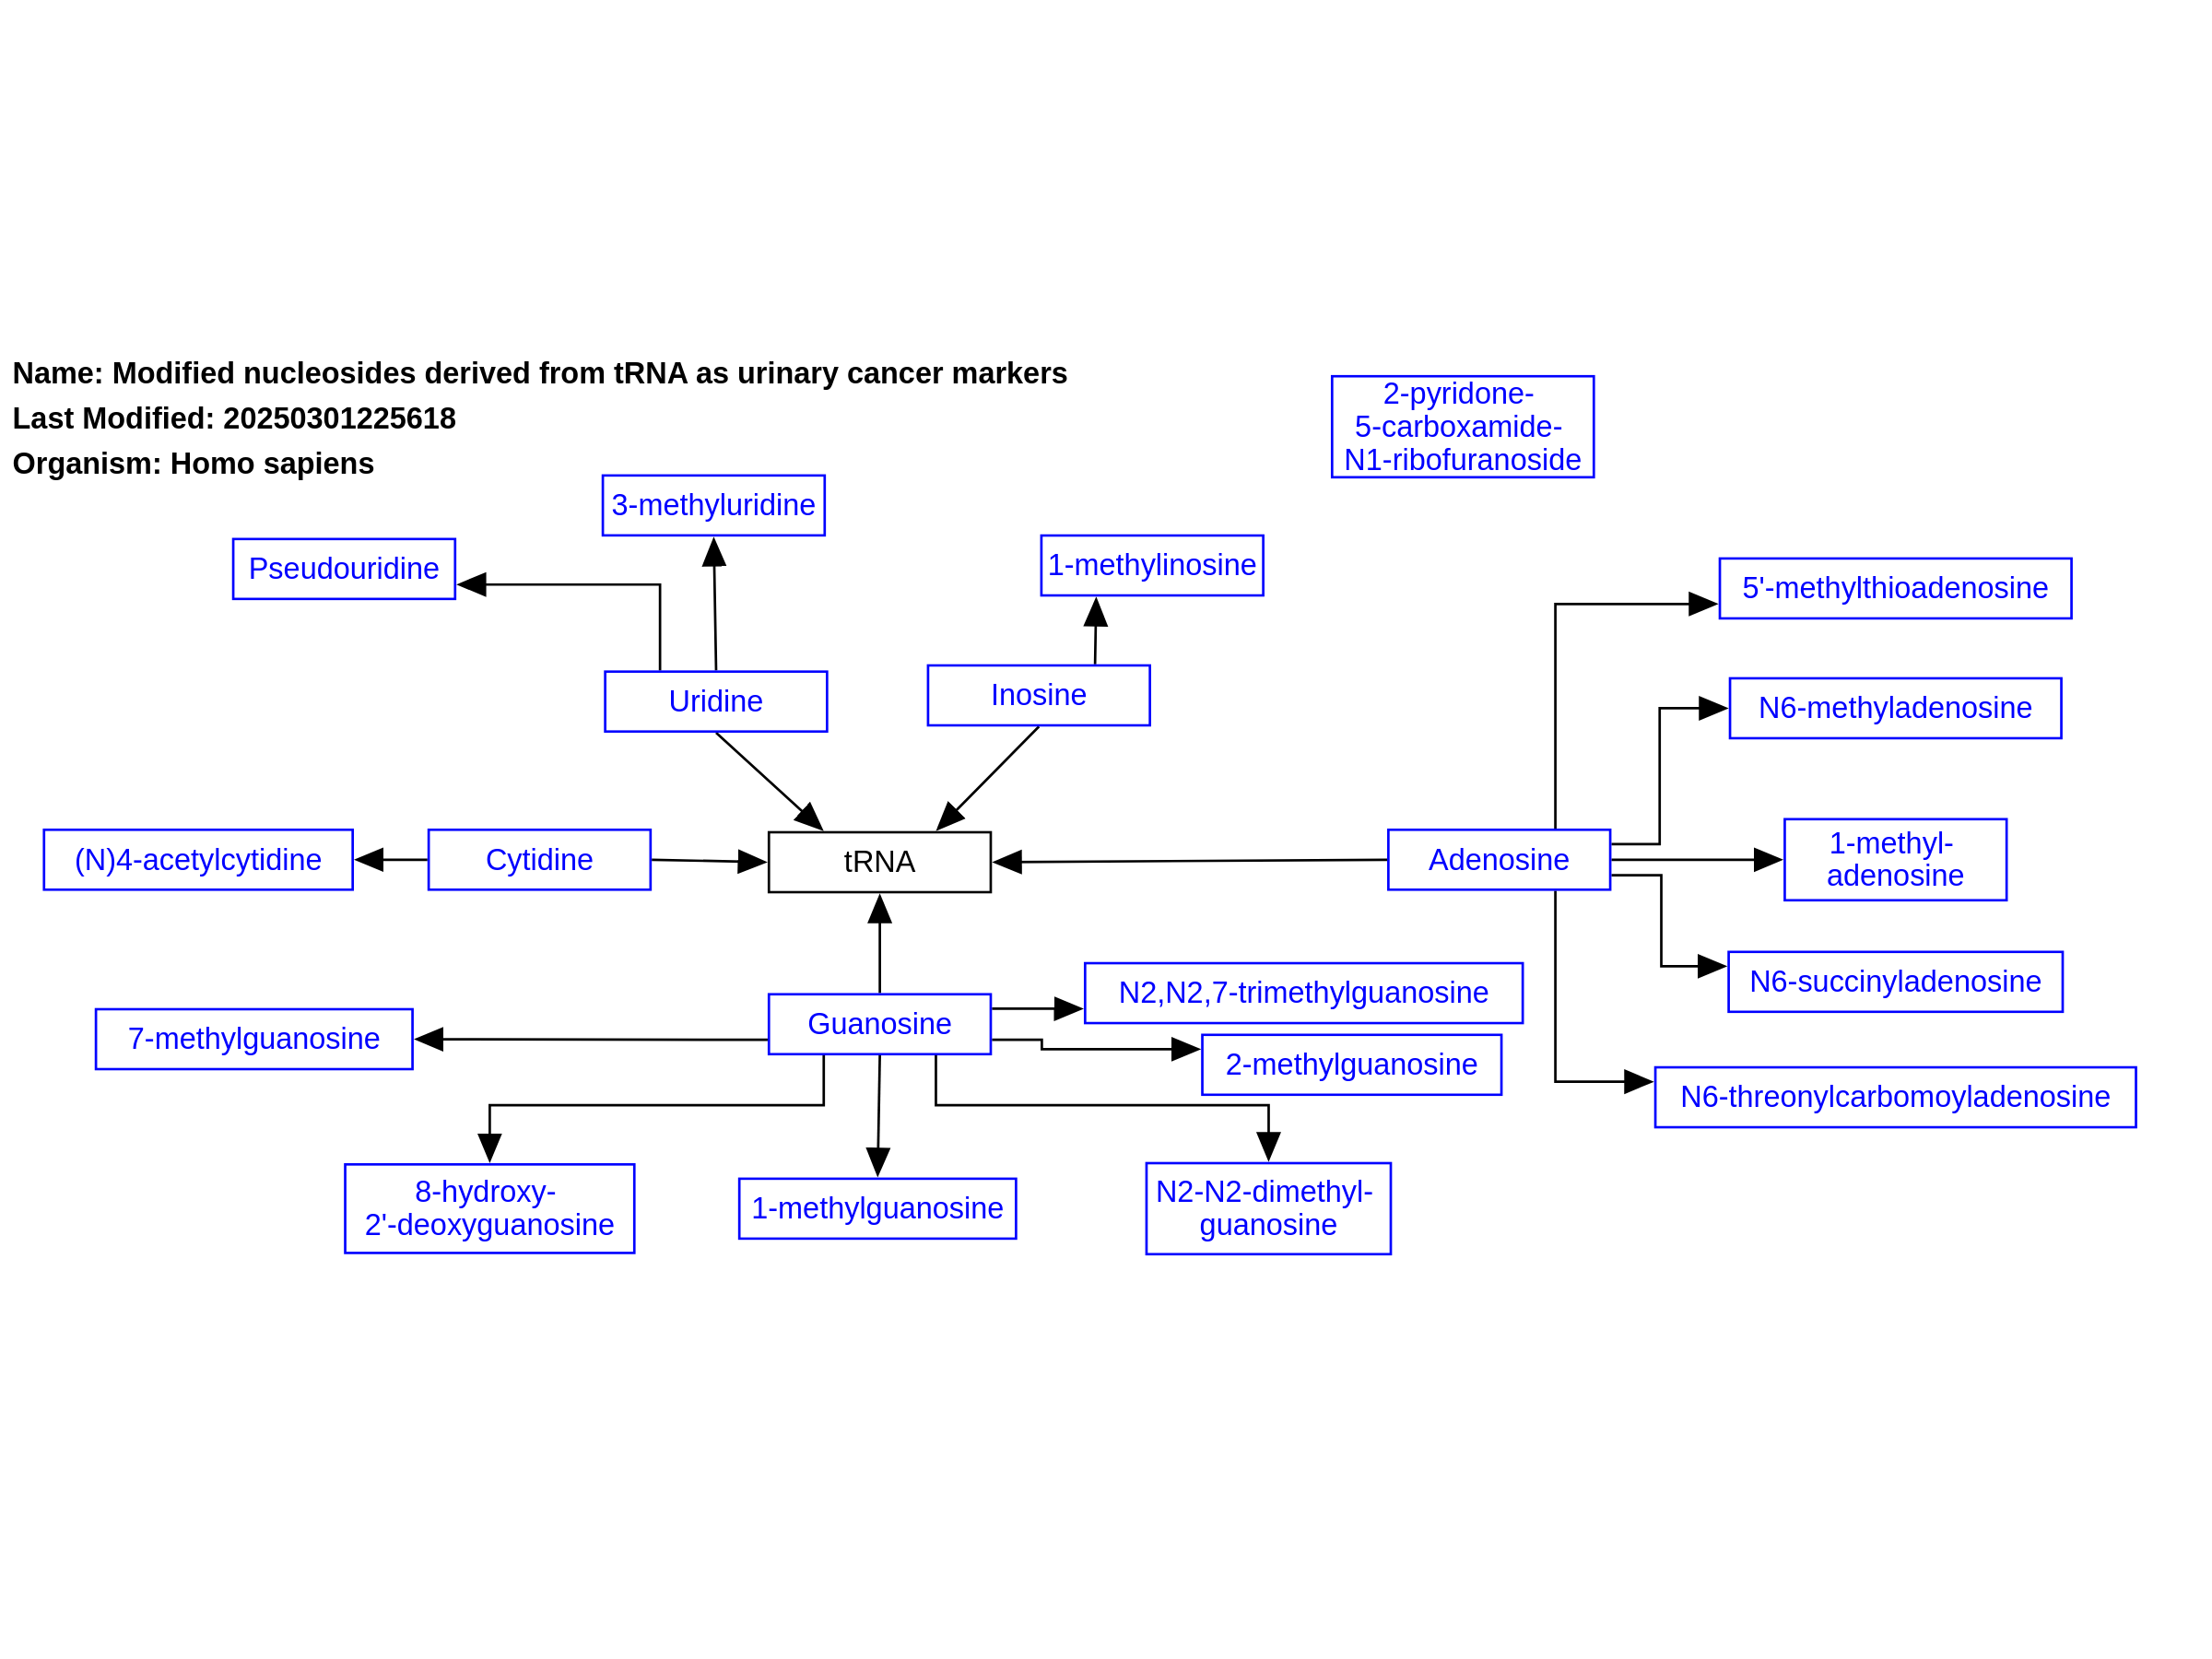 Name: Modified nucleosides derived from tRNA as urinary cancer markers
Last Modified: 20250301225618
Organism: Homo sapiens
2-pyridone-
5-carboxamide-
N1-ribofuranoside
3-methyluridine
Pseudouridine
1-methylinosine
5'-methylthioadenosine
Uridine
Inosine
N6-methyladenosine
(N)4-acetylcytidine
Cytidine
tRNA
Adenosine
1-methyl-
adenosine
N6-succinyladenosine
N2,N2,7-trimethylguanosine
Guanosine
7-methylguanosine
2-methylguanosine
N6-threonylcarbomoyladenosine
8-hydroxy-
2'-deoxyguanosine
1-methylguanosine
N2-N2-dimethyl-
guanosine